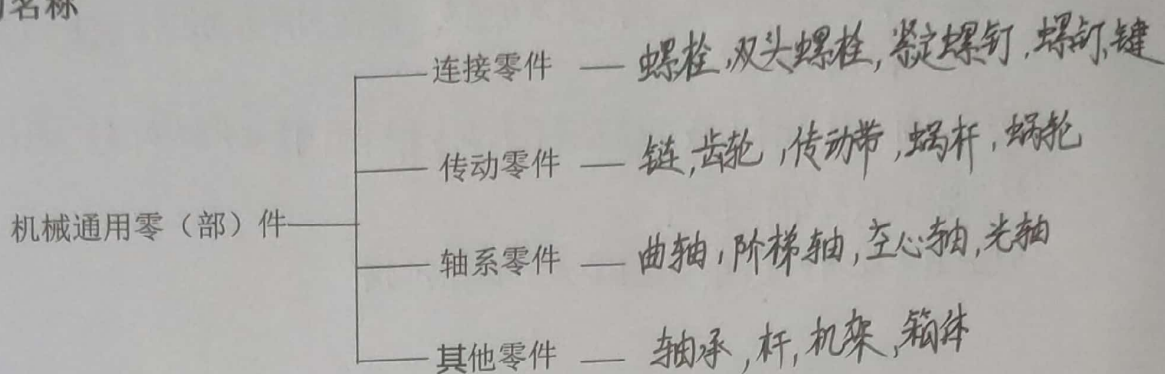 名称
连接零件 — 螺栓,双头螺栓,紧定螺钉,螺钉,键
传动零件 — 链,齿轮,传动带,蜗杆,蜗轮
机械通用零（部）件
轴系零件 — 曲轴,阶梯轴,空心轴,光轴
其他零件 — 轴承,杆,机架,箱体